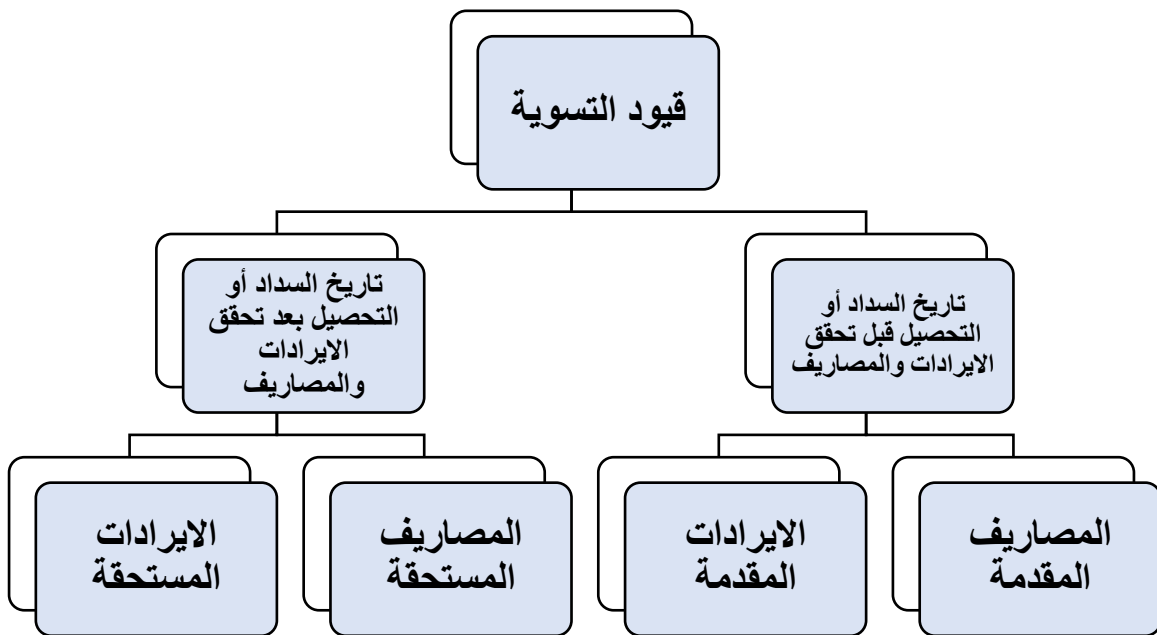 قيود التسوية
تاريخ السداد أو
التحصيل قبل تحقق
الايرادات والمصاريف
تاريخ السداد أو
التحصيل بعد تحقق
الايرادات
والمصاريف
المصاريف
المقدمة
الايرادات
المقدمة
المصاريف
المستحقة
الايرادات
المستحقة